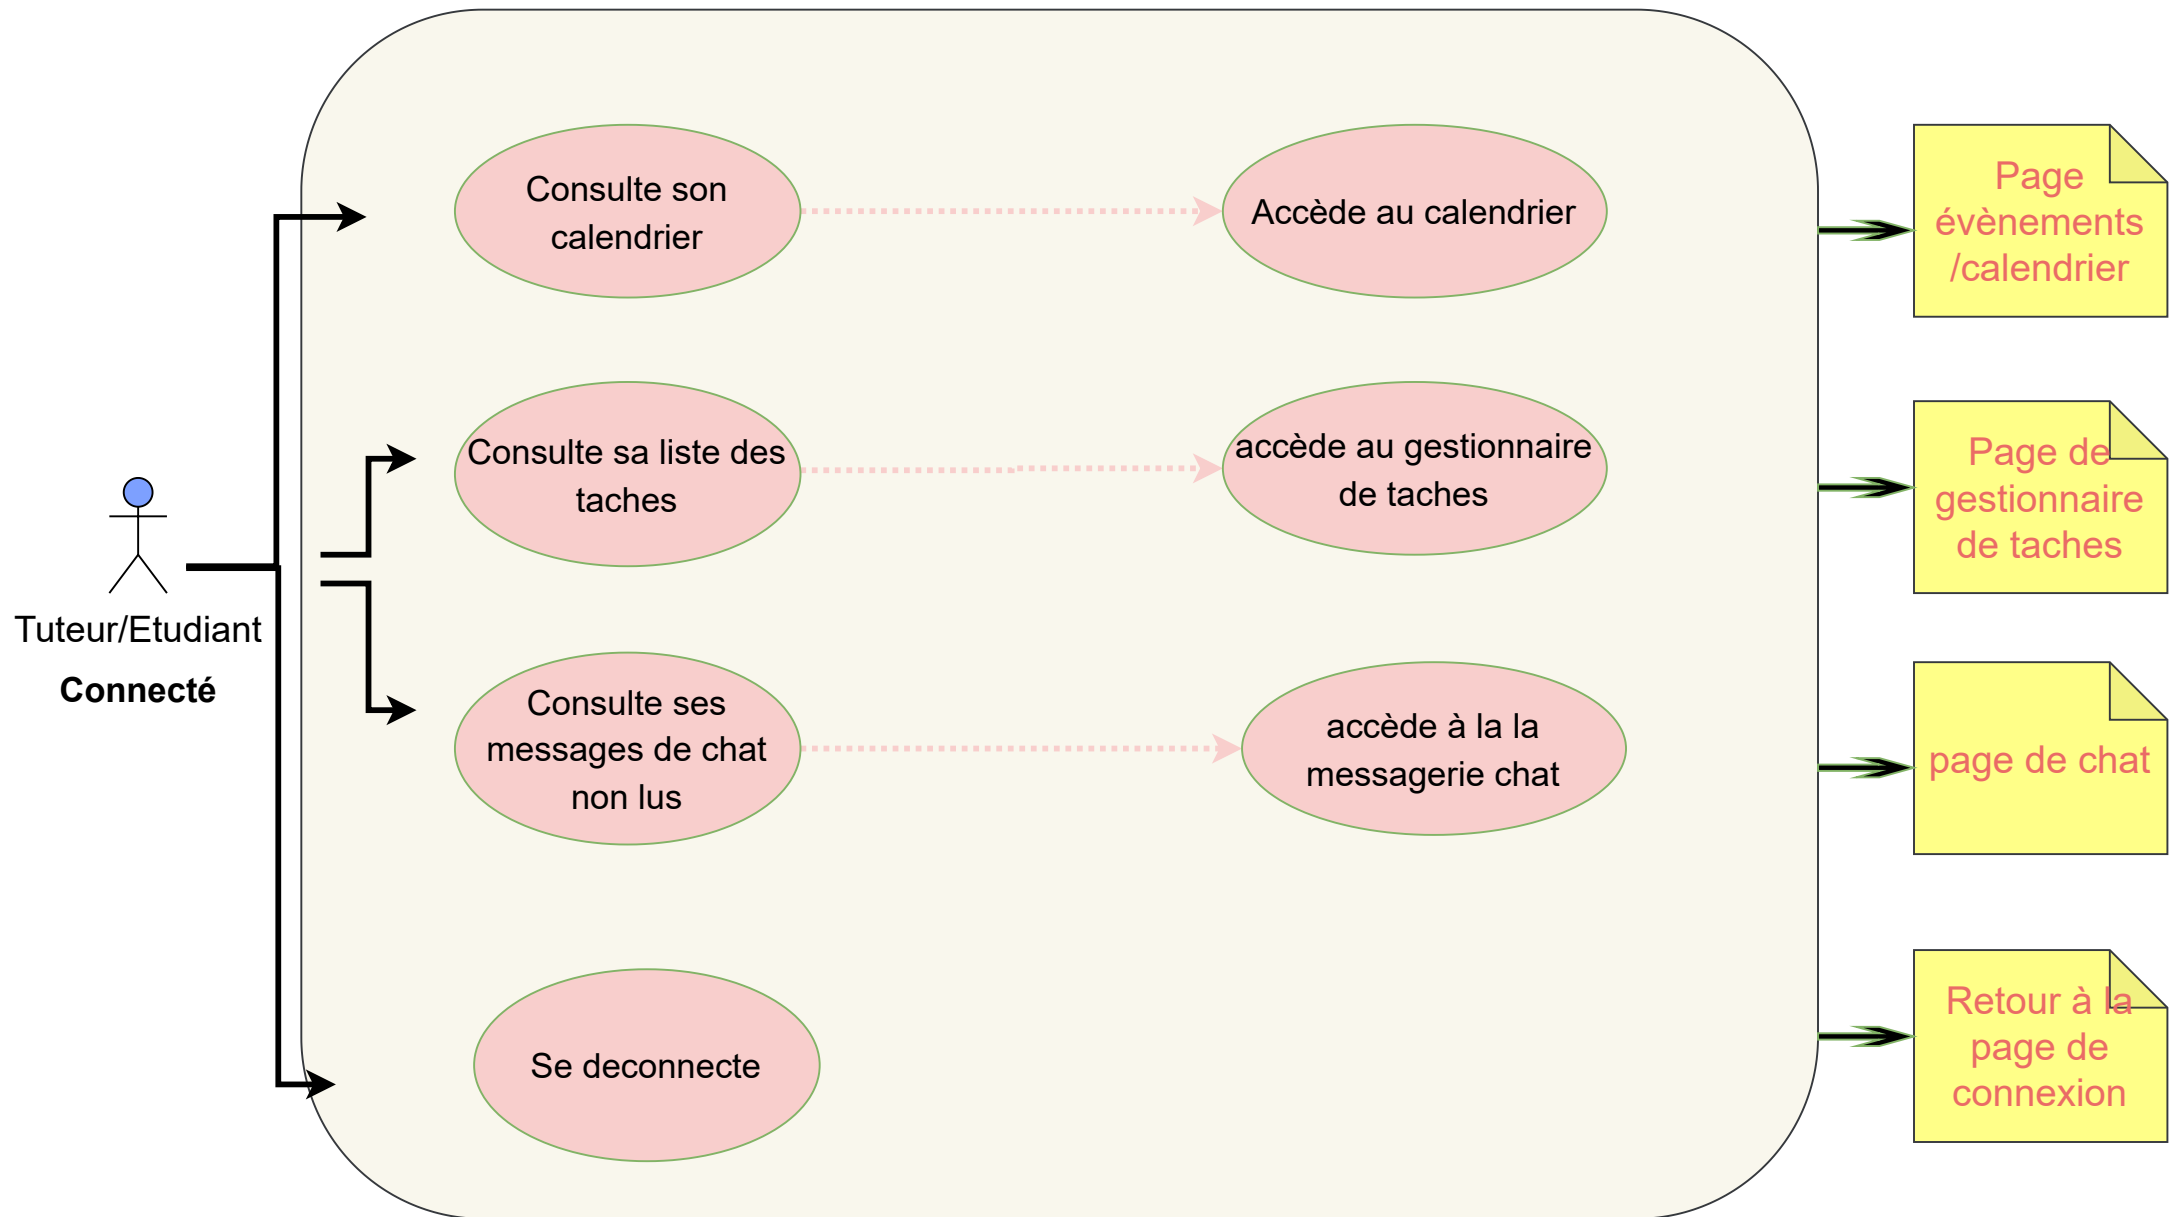 Consulte son
calendrier
Accède au calendrier
Page
évènements
/calendrier
Consulte sa liste des
taches
accède au gestionnaire
de taches
Page de
gestionnaire
de taches
Tuteur/Etudiant
Connecté
Consulte ses
messages de chat
non lus
accède à la la
messagerie chat
page de chat
Se deconnecte
Retour à la
page de
connexion